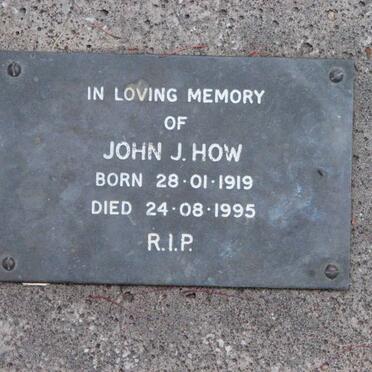 IN LOVING MEMORY
OF
JOHN J. HOW
BORN 28·01·1919
DIED 24·08·1995
R.I.P.